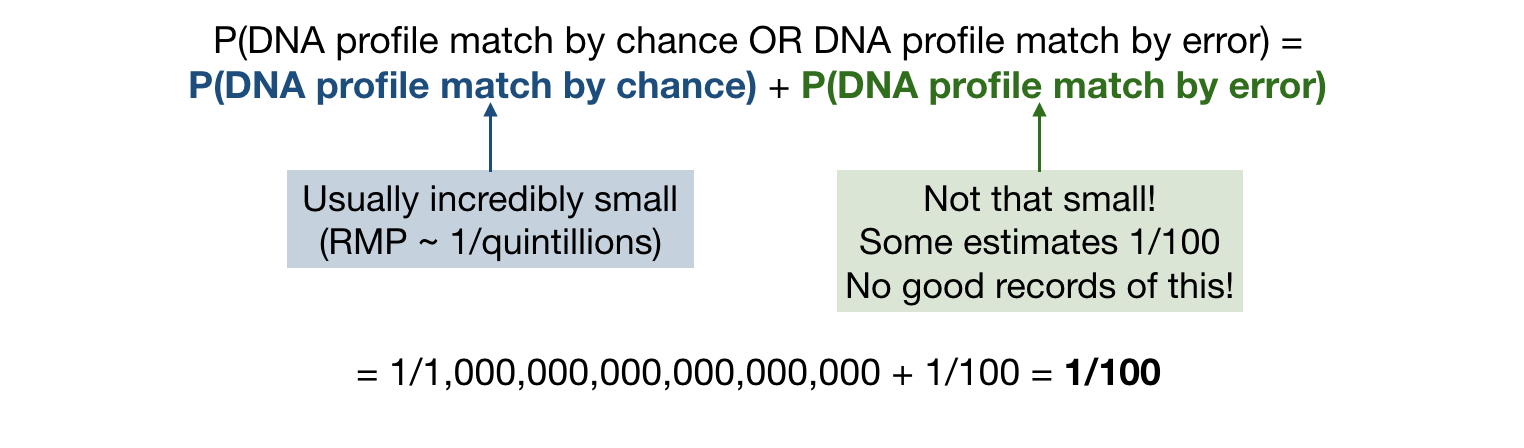 P(DNA profile match by chance OR DNA profile match by error) =
P(DNA profile match by chance) + P(DNA profile match by error)
Usually incredibly small
(RMP ~ 1/quintillions)
Not that small!
Some estimates 1/100
No good records of this!
= 1/1,000,000,000,000,000,000 + 1/100 = 1/100